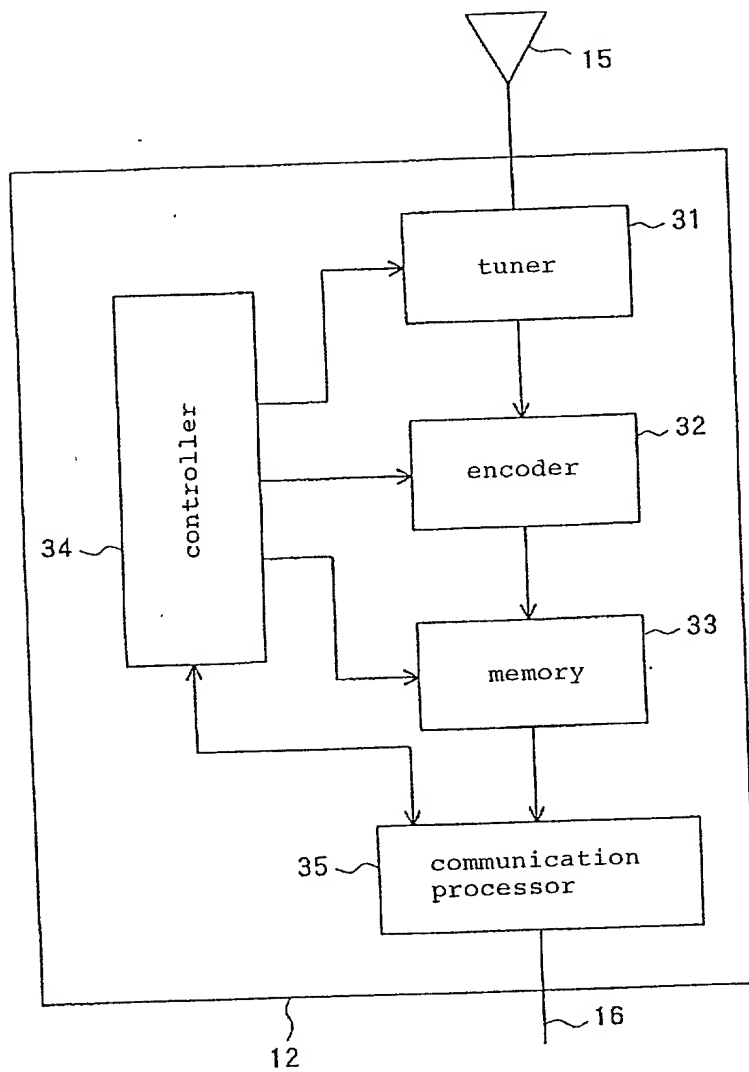 15
31
tuner
32
encoder
controller
34
33
memory
35
communication
processor
16
12